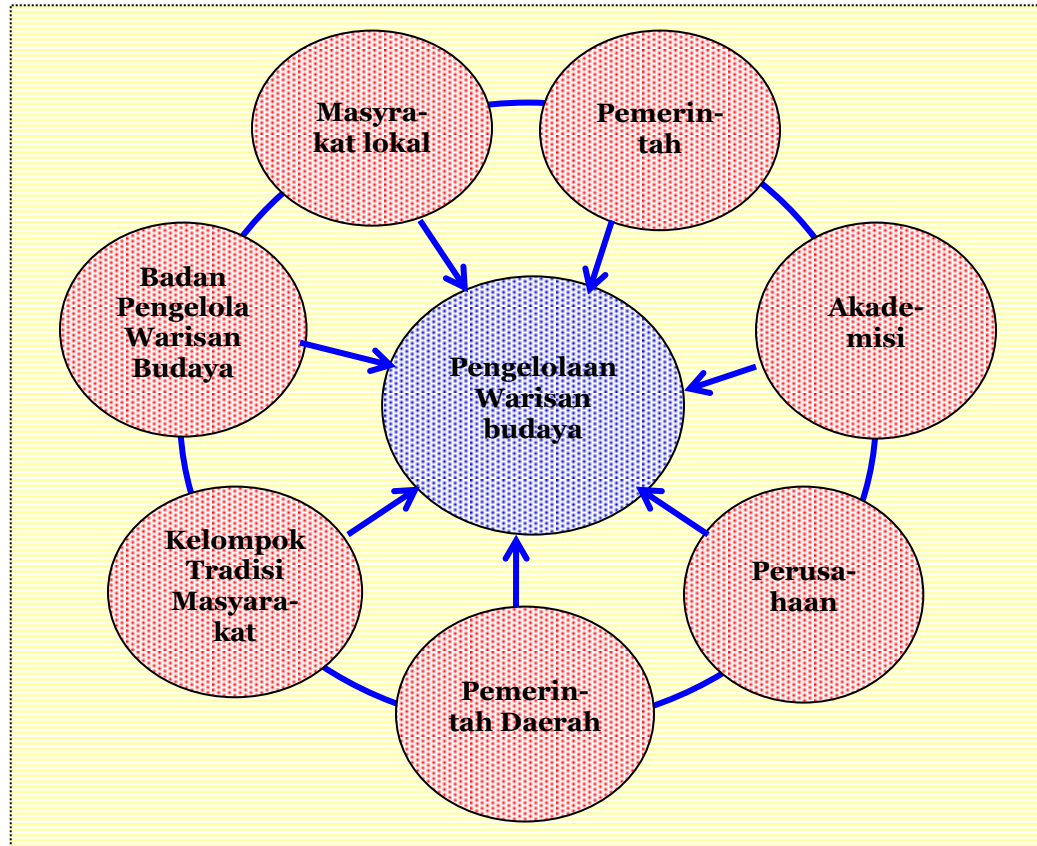 Masyra-
kat lokal
Pemerin-
tah
Badan
Pengelola
Warisan
Budaya
Akade-
misi
Pengelolaan
Warisan
budaya
Kelompok
Tradisi
Masyara-
kat
Perusa-
haan
Pemerin-
tah Daerah